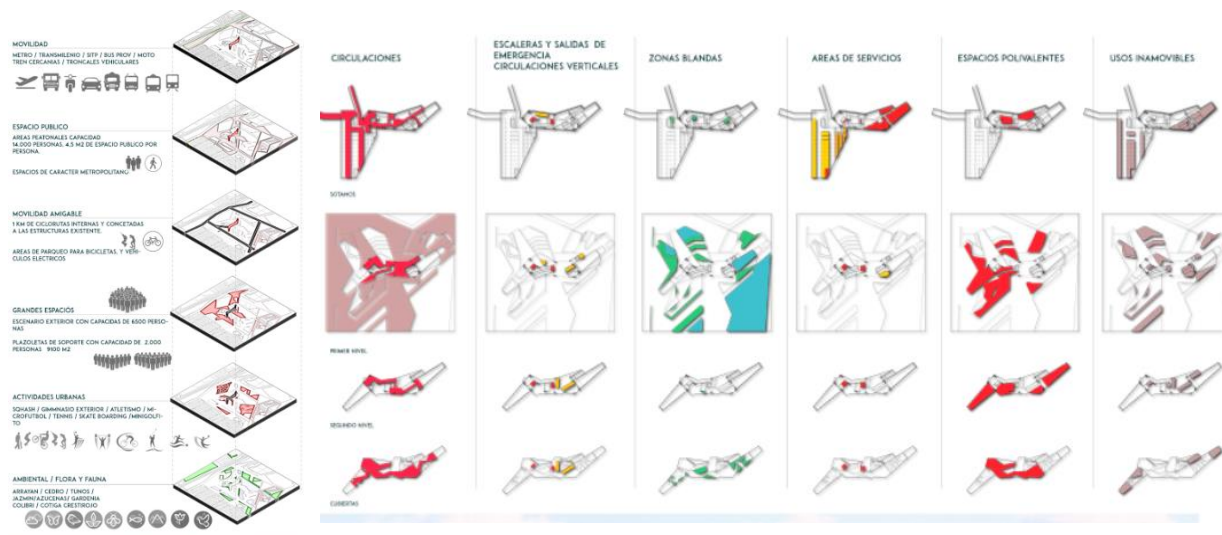 MOVILIDAD
METRO / TRANSMILENIO / SITP / BUS PROV / MOTO
TREN CERCANIAS / TRONCALES VEHICULARES
ESPACIO PUBLICO
AREAS PEATONALES CAPACIDAD
14.000 PERSONAS, 4,5 M2 DE ESPACIO PUBLICO POR
PERSONA.
ESPACIOS DE CARACTER METROPOLITANO
MOVILIDAD AMIGABLE
1 KM DE CICLORUTAS INTERNAS Y CONCETADAS
A LAS ESTRUCTURAS EXISTENTE.
AREAS DE PARQUEO PARA BICICLETAS, Y VEHI-
CULOS ELECTRICOS
GRANDES ESPACIOS
ESCENARIO EXTERIOR CON CAPACIDAS DE 6500 PERSO-
NAS
PLAZOLETAS DE SOPORTE CON CAPACIDAD DE 2.000
PERSONAS 9100 M2
ACTIVIDADES URBANAS
SQHASH / GIMMNASIO EXTERIOR / ATLETISMO / MI-
CROFUTBOL / TENNIS / SKATE BOARDING /MINIGOLFI-
TO
AMBIENTAL / FLORA Y FAUNA
ARRAYAN / CEDRO / TUNOS /
JAZMIN/AZUCENAS/ GARDENIA
COLIBRI / COTIGA CRESTIROJO
CIRCULACIONES
ESCALERAS Y SALIDAS DE
EMERGENCIA
CIRCULACIONES VERTICALES
ZONAS BLANDAS
AREAS DE SERVICIOS
ESPACIOS POLIVALENTES
USOS INAMOVIBLES
SOTANOS
PRIMER NIVEL
SEGUNDO NIVEL
CUBIERTAS